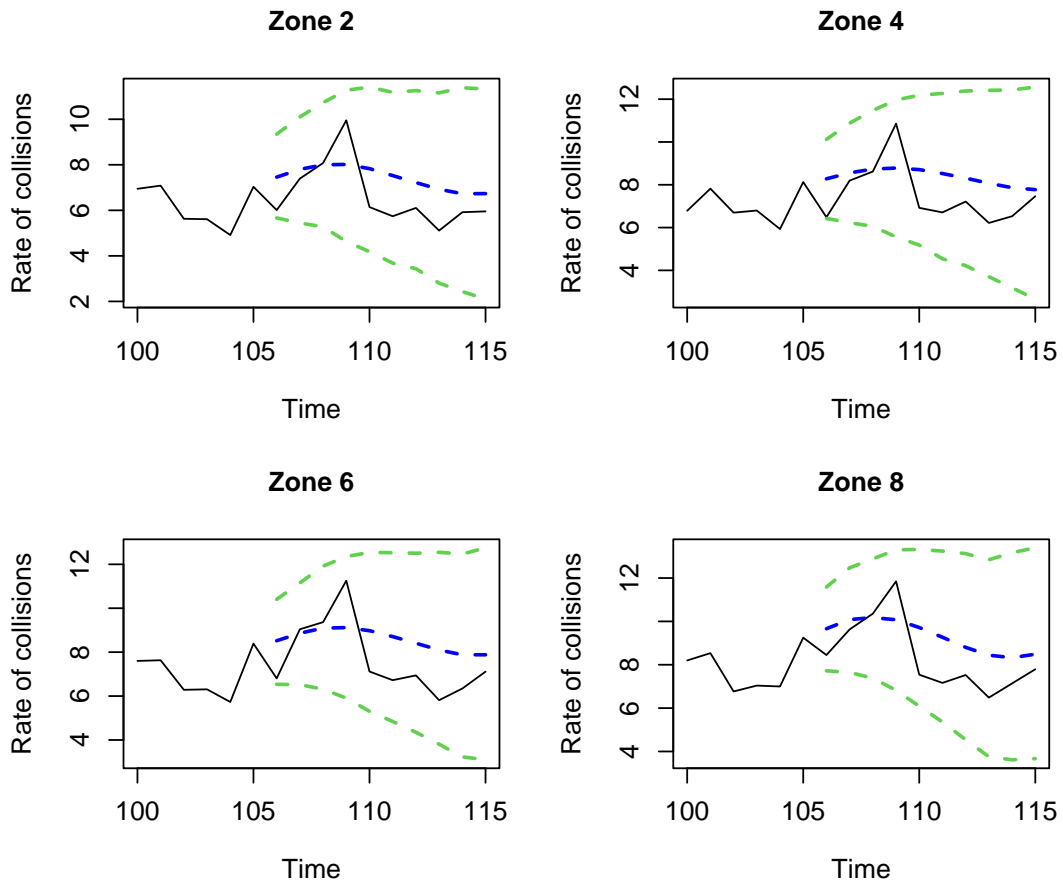 Zone 2
Rate of collisions
2 4 6 8 10
100 105 110 115
Time
Zone 4
Rate of collisions
4 6 8 12
100 105 110 115
Time
Zone 6
Rate of collisions
4 6 8 12
100 105 110 115
Time
Zone 8
Rate of collisions
4 6 8 12
100 105 110 115
Time